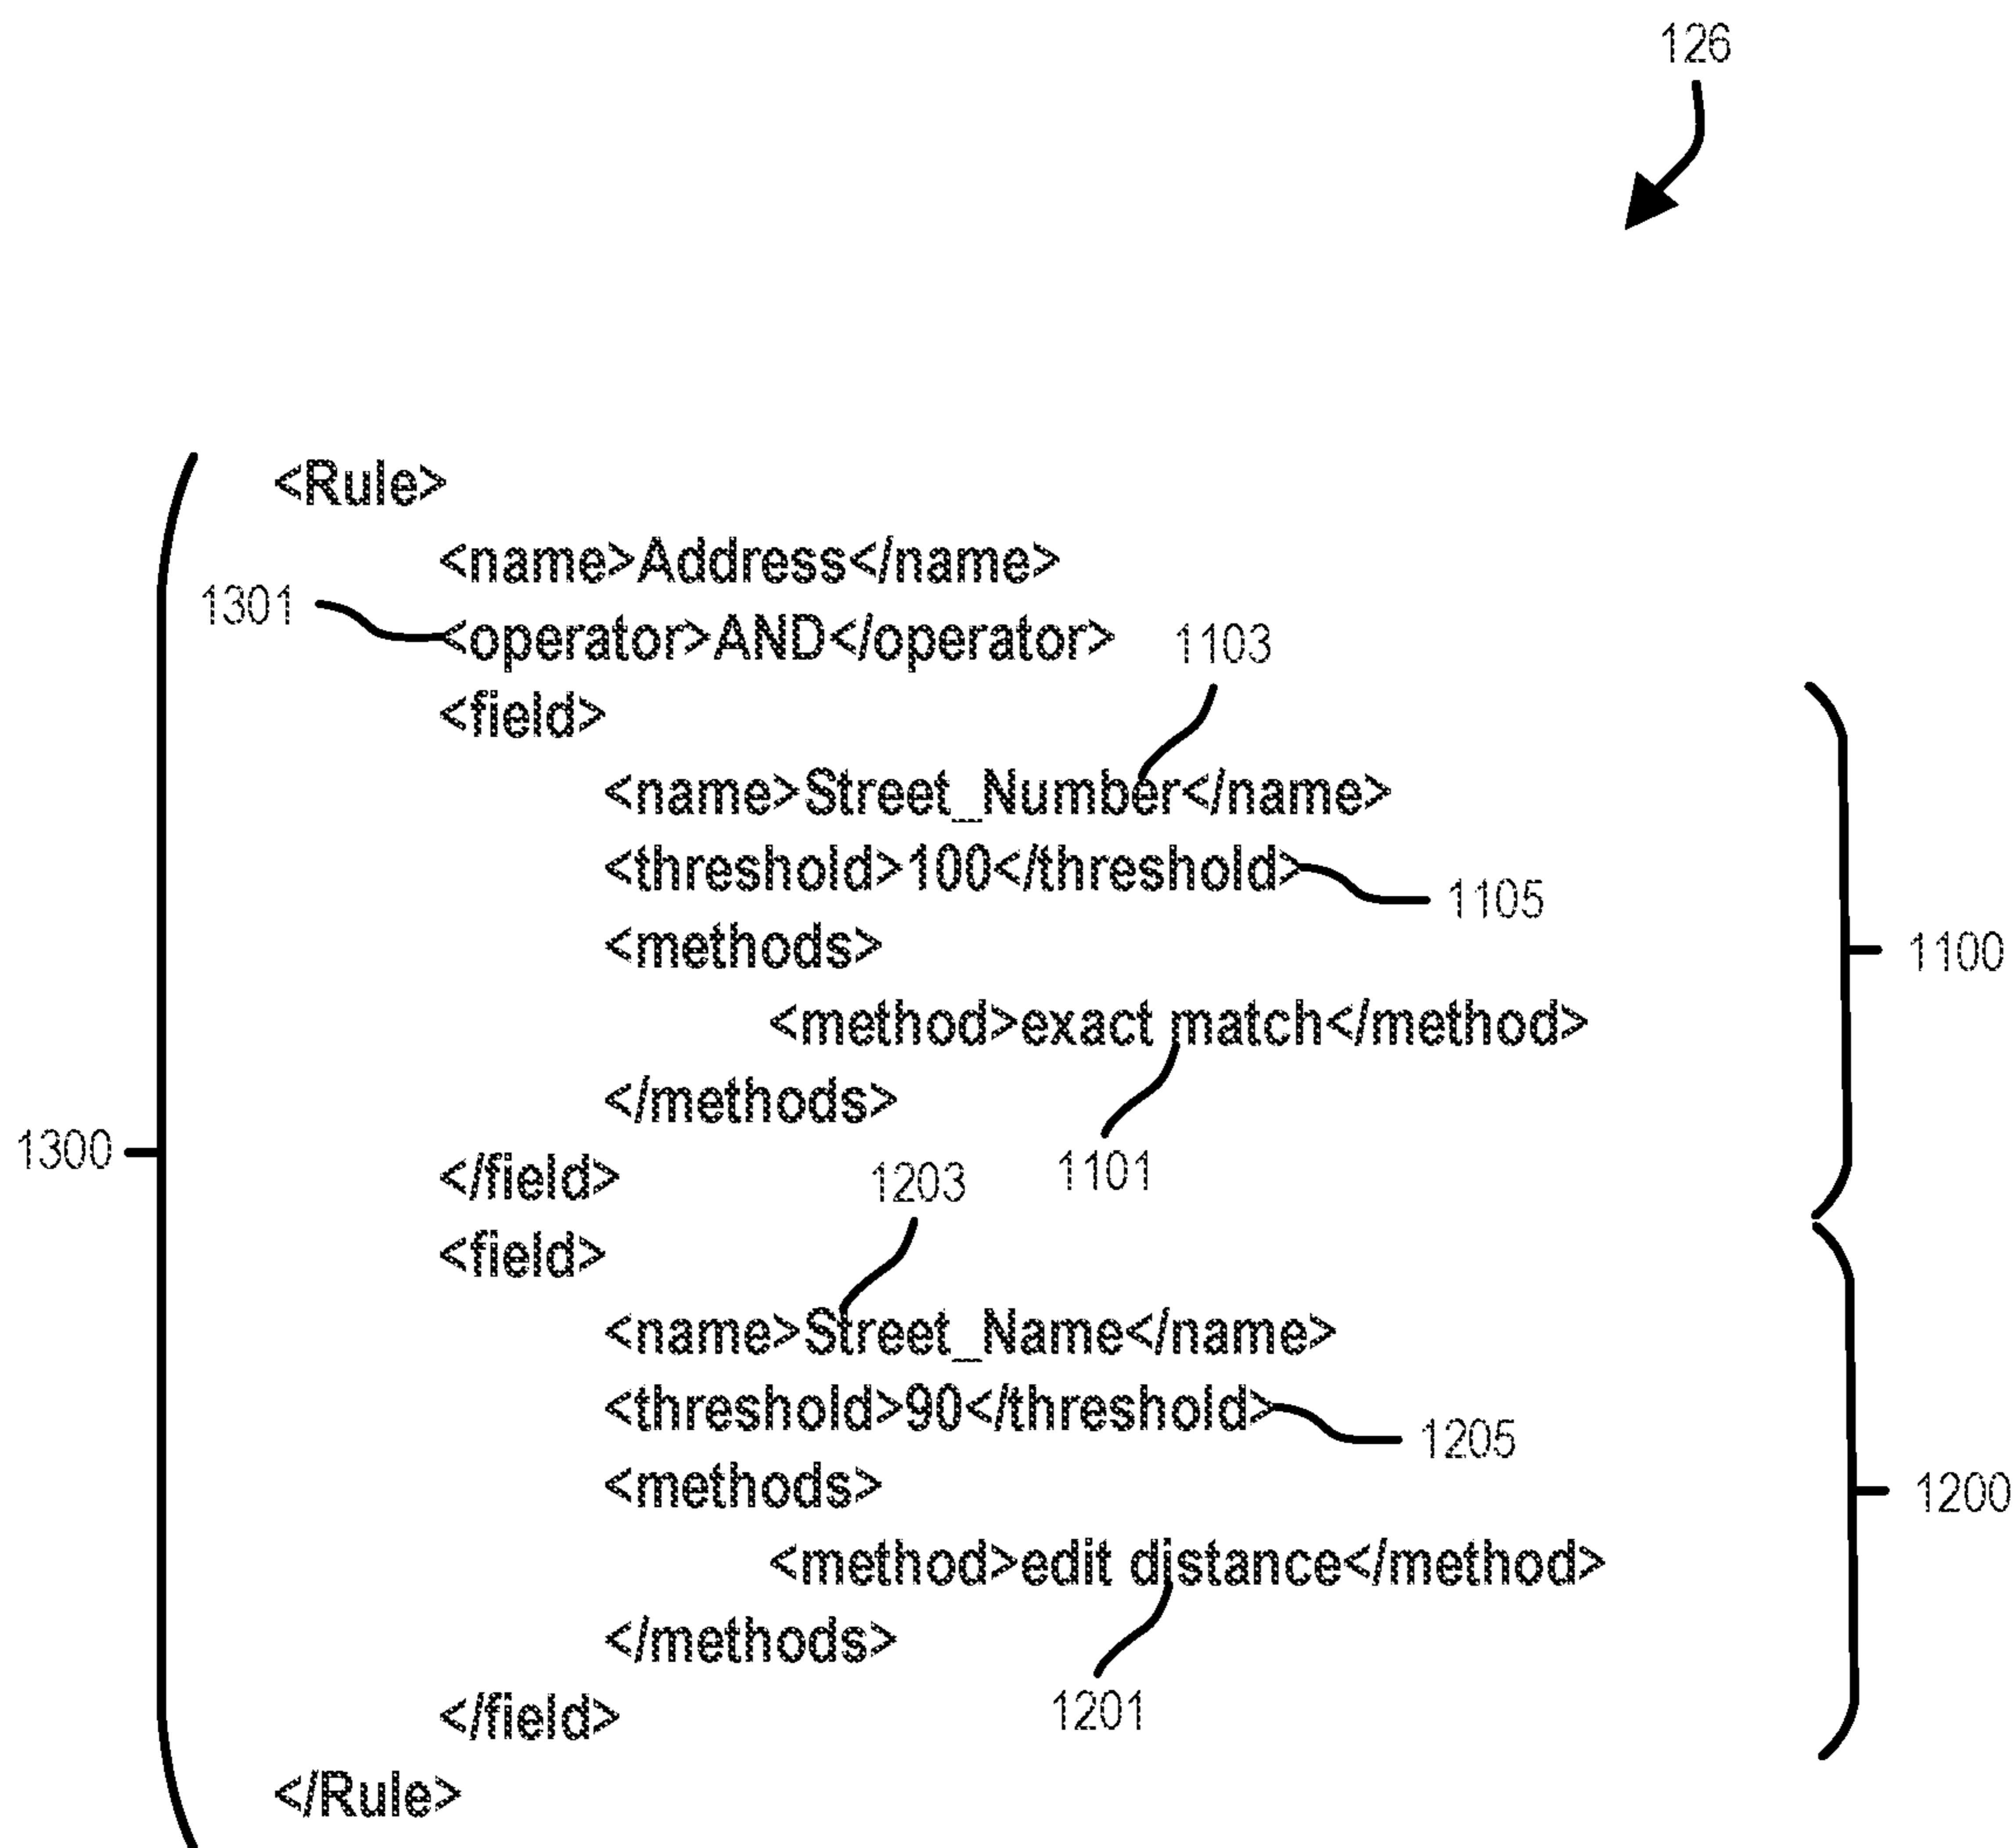 126
<Rule>
<name>Address</name>
1301
<operator>AND</operator>
1103
<field>
<name>Street_Number</name>
<threshold>100</threshold>
1105
<methods>
1100
<method>exact match</method>
</methods>
1300
1101
</field>
1203
<field>
<name>Street_Name</name>
<threshold>90</threshold>
1205
<methods>
1200
<method>edit distance</method>
</methods>
1201
</field>
</Rule>